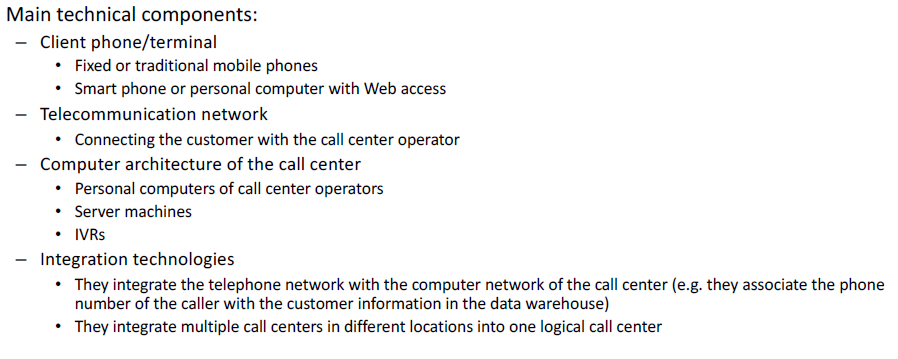 Main technical components:
– Client phone/terminal
• Fixed or traditional mobile phones
• Smart phone or personal computer with Web access
– Telecommunication network
• Connecting the customer with the call center operator
– Computer architecture of the call center
• Personal computers of call center operators
• Server machines
• IVRs
– Integration technologies
• They integrate the telephone network with the computer network of the call center (e.g. they associate the phone
number of the caller with the customer information in the data warehouse)
• They integrate multiple call centers in different locations into one logical call center